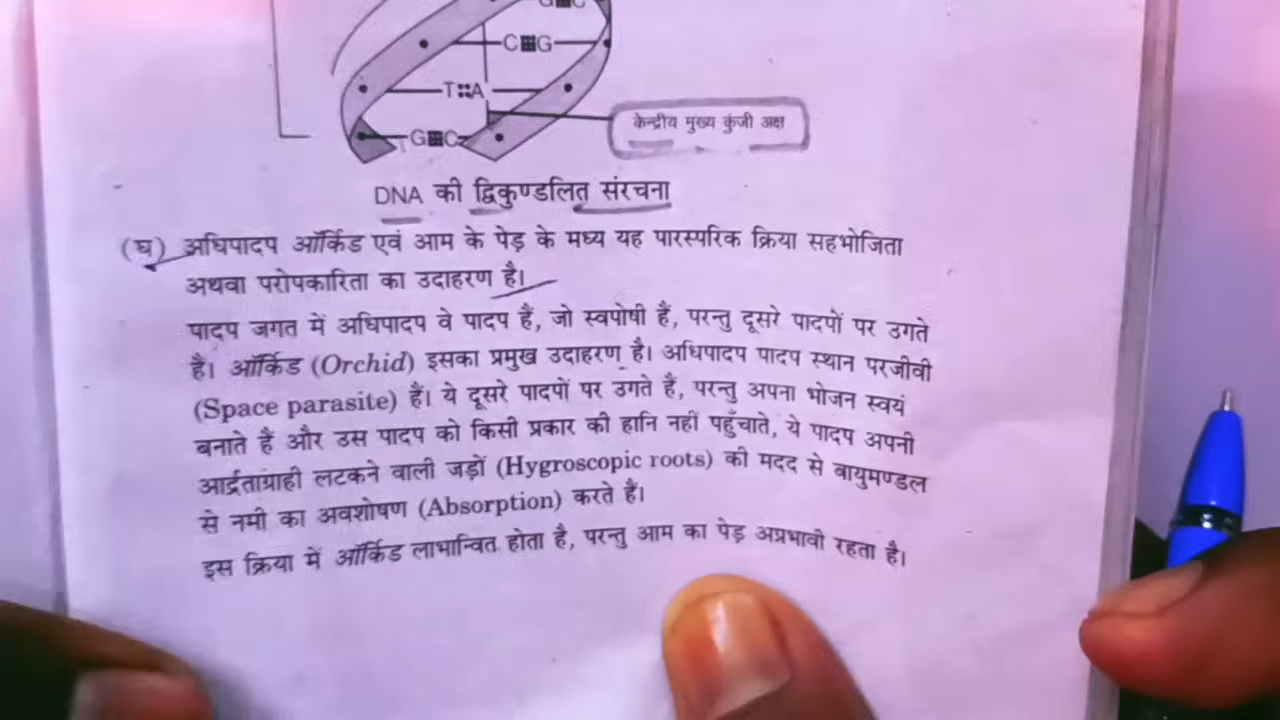 G C
C G
T A
केन्द्रीय मुख्य कुंजी अक्ष
G C
DNA की द्विकुण्डलित संरचना
(घ) अधिपादप ऑर्किड एवं आम के पेड़ के मध्य यह पारस्परिक क्रिया सहभोजिता
अथवा परोपकारिता का उदाहरण है।
पादप जगत में अधिपादप वे पादप हैं, जो स्वपोषी हैं, परन्तु दूसरे पादपों पर उगते
है। ऑर्किड (Orchid) इसका प्रमुख उदाहरण है। अधिपादप पादप स्थान परजीवी
(Space parasite) हैं। ये दूसरे पादपों पर उगते हैं, परन्तु अपना भोजन स्वयं
बनाते हैं और उस पादप को किसी प्रकार की हानि नहीं पहुँचाते, ये पादप अपनी
आर्द्रताग्राही लटकने वाली जड़ों (Hygroscopic roots) की मदद से वायुमण्डल
से नमी का अवशोषण (Absorption) करते हैं।
इस क्रिया में ऑर्किड लाभान्वित होता है, परन्तु आम का पेड़ अप्रभावी रहता है।